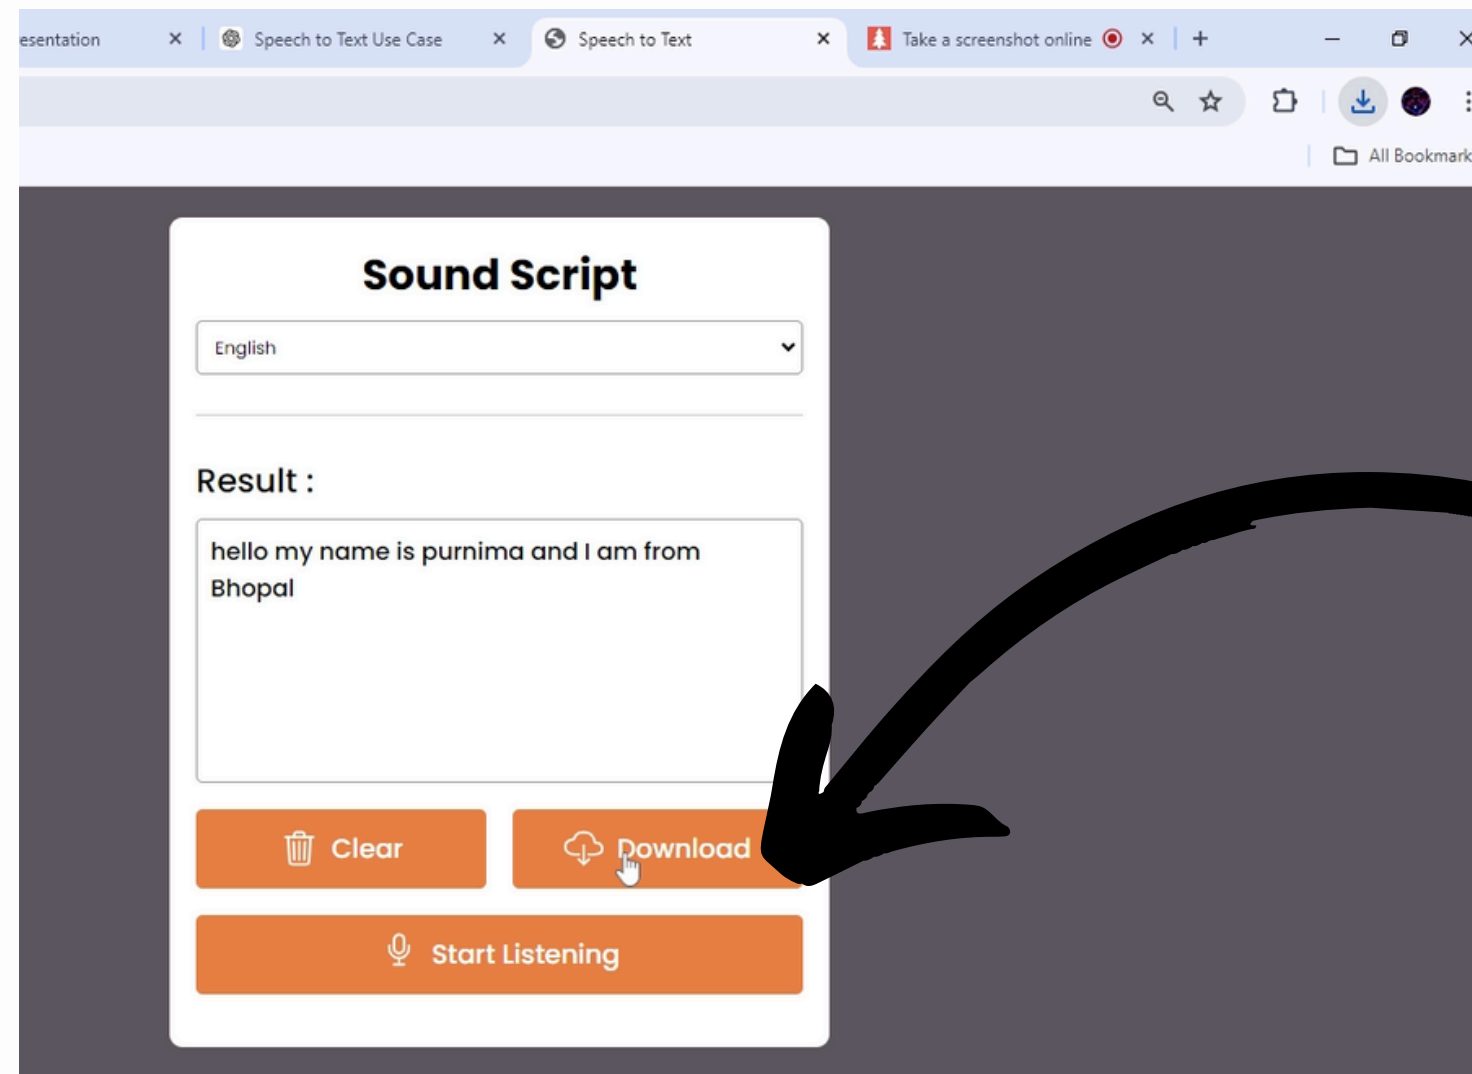 esentation
Speech to Text Use Case
Speech to Text
Take a screenshot online
All Bookmark
Sound Script
English
Result :
hello my name is purnima and I am from
Bhopal
Clear
Download
Start Listening